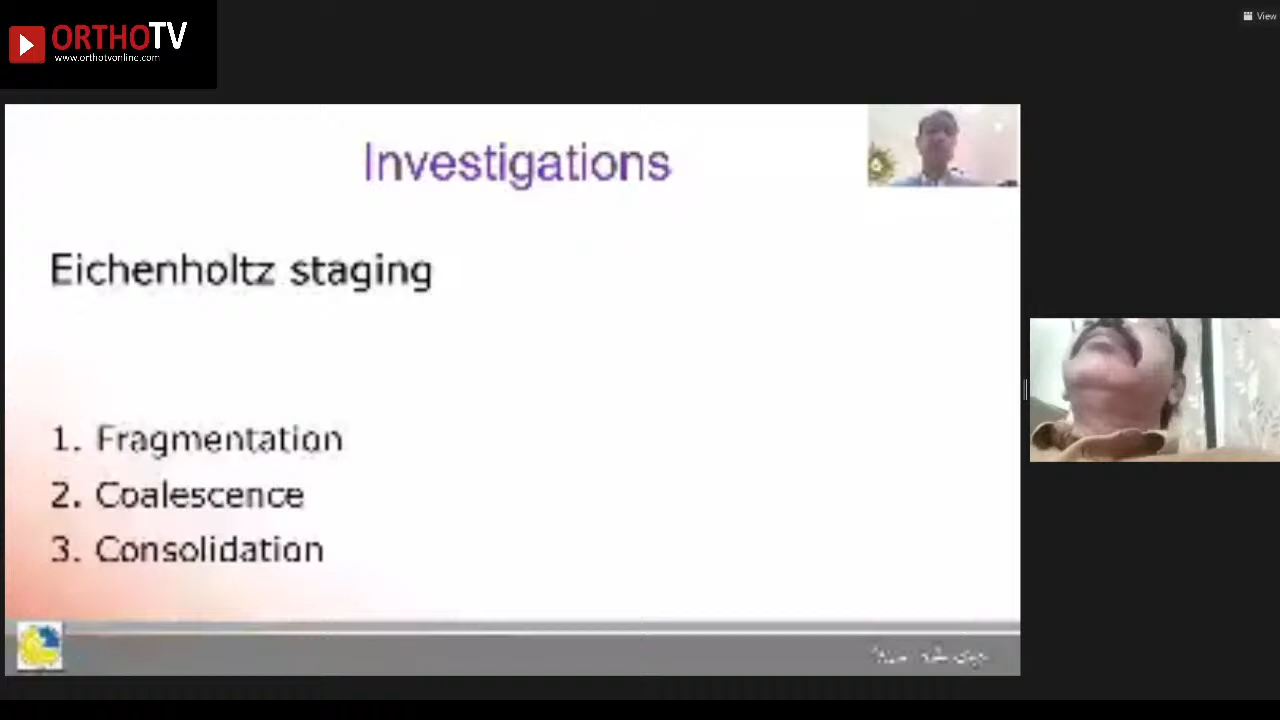 ORTHOTV
www.orthotvonline.com
View
Investigations
Eichenholtz staging
1. Fragmentation
2. Coalescence
3. Consolidation